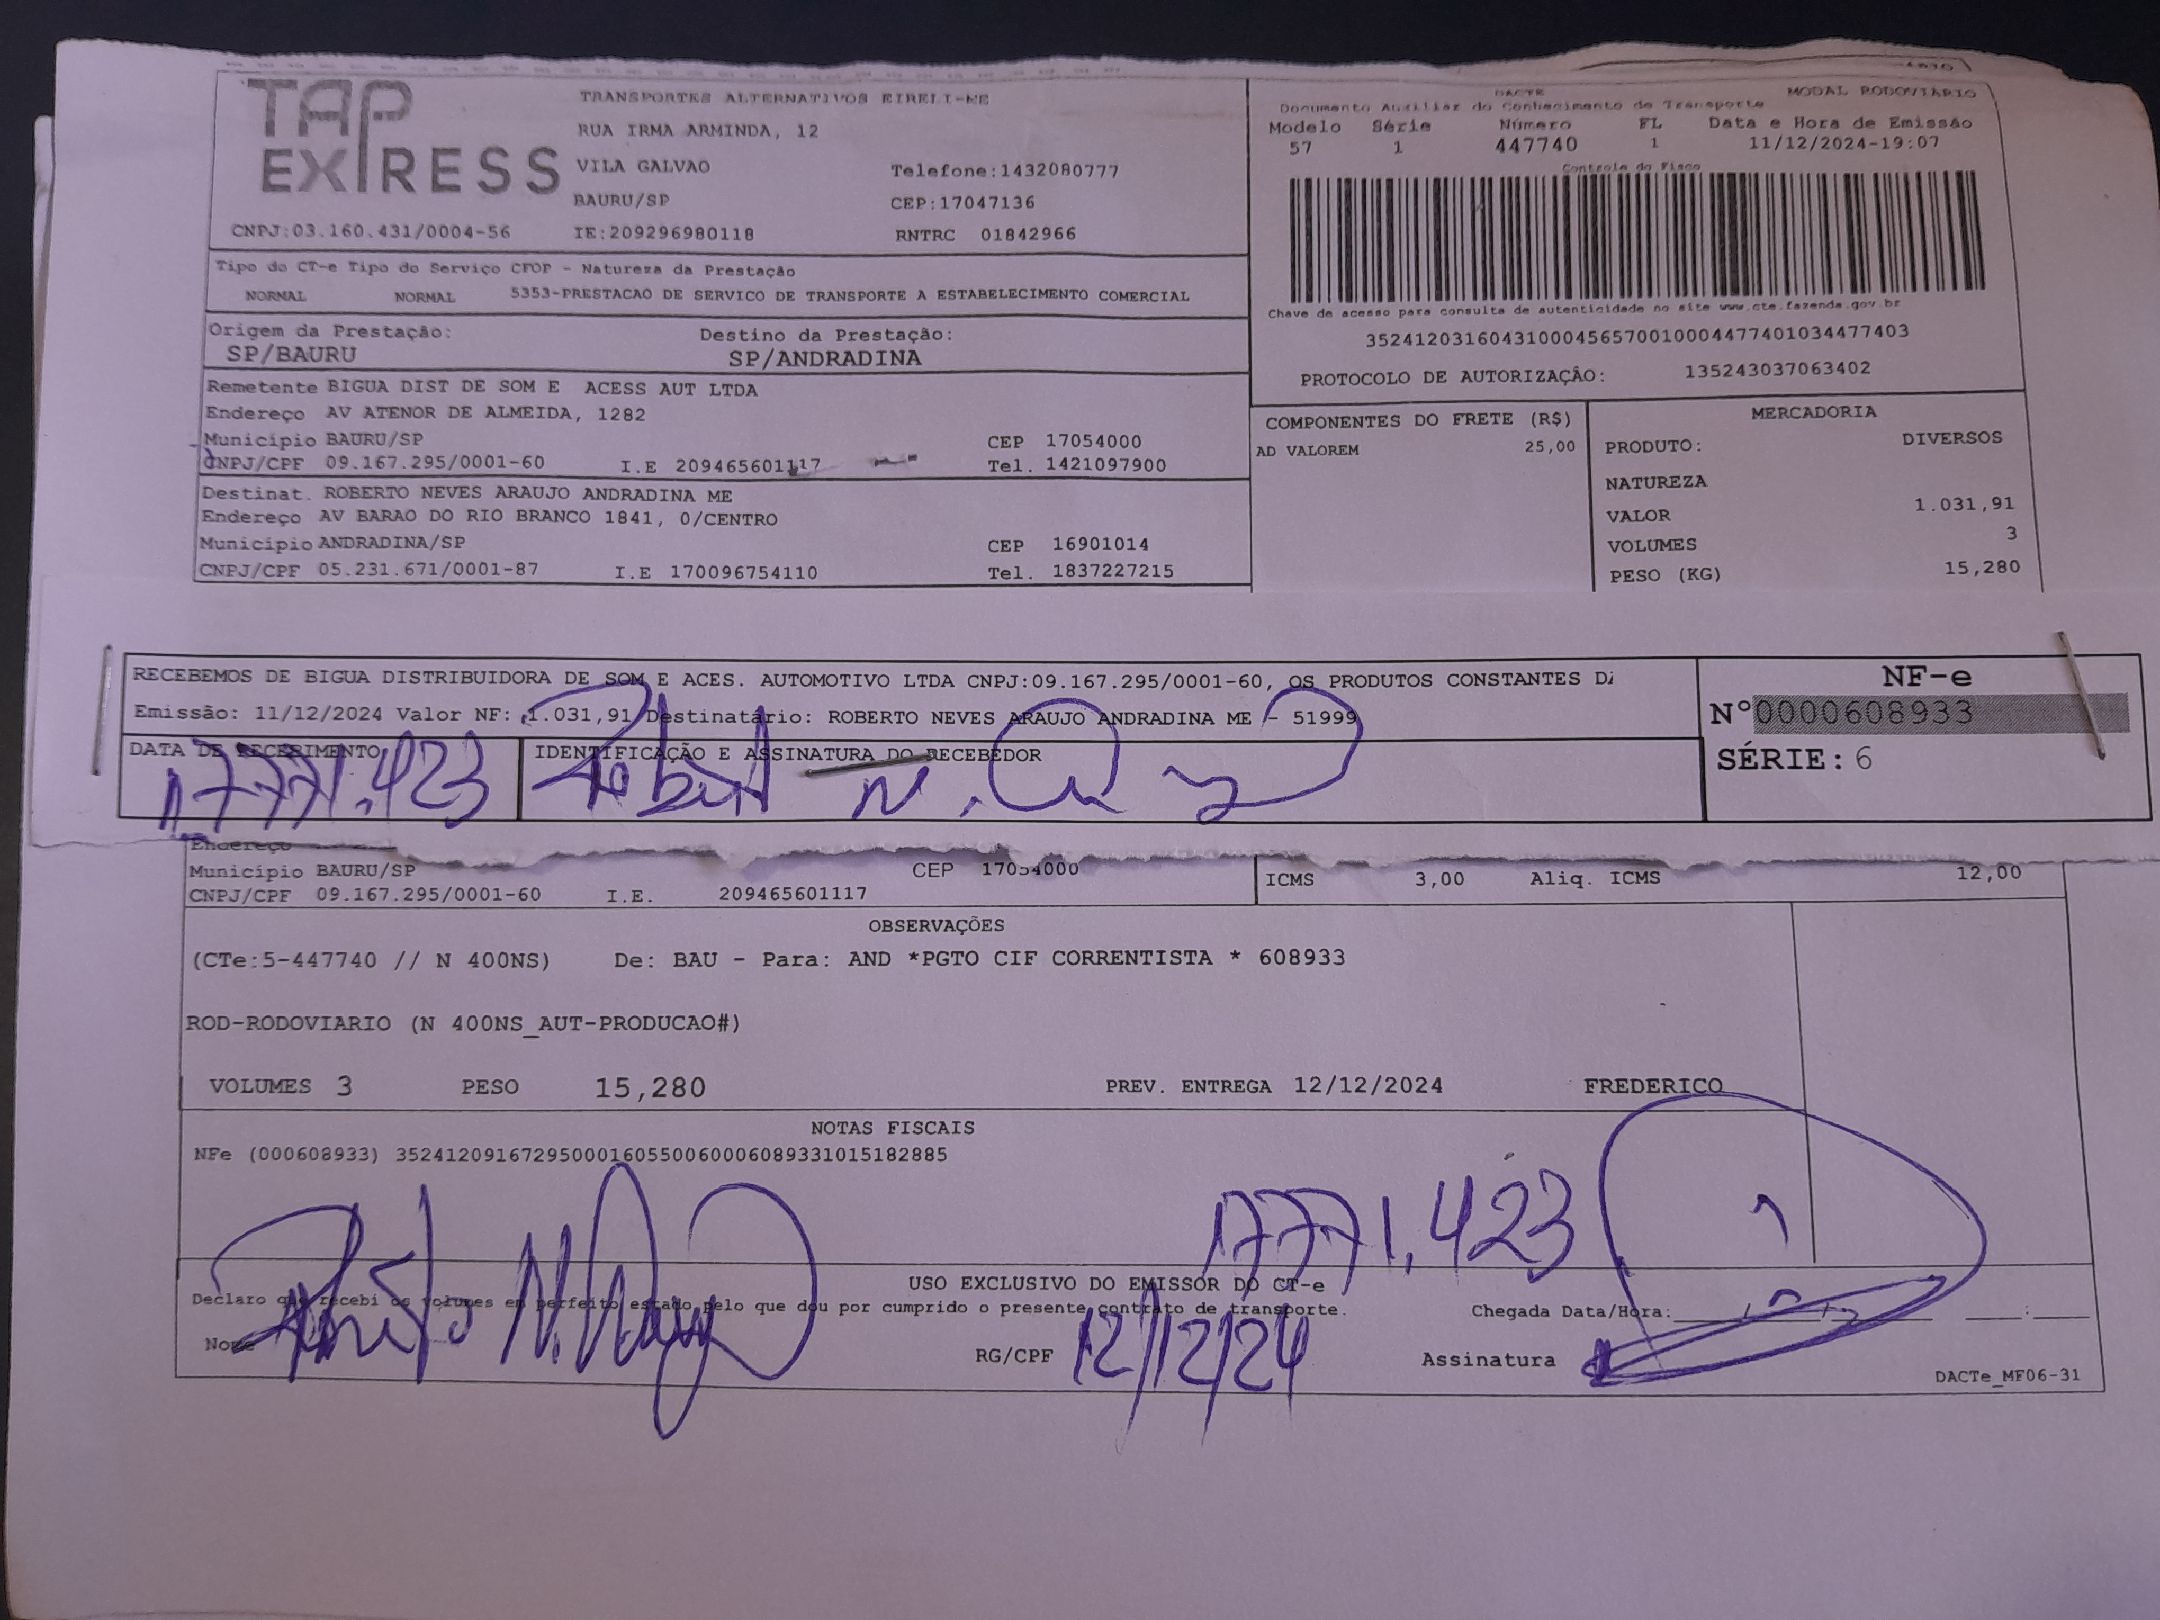 TAP EXPRESS
TRANSPORTES ALTERNATIVOS EIRELI-ME
RUA IRMA ARMINDA, 12
VILA GALVAO Telefone:1432080777
BAURU/SP CEP:17047136
CNPJ:03.160.431/0004-56 IE:209296980118 RNTRC 01842966
DACTE MODAL RODOVIÁRIO
Documento Auxiliar do Conhecimento de Transporte
Modelo Série Número FL Data e Hora de Emissão
57 1 447740 1 11/12/2024-19:07
Controle do Fisco
Chave de acesso para consulta de autenticidade no site www.cte.fazenda.gov.br
35241203160431000456570010004477401034477403
PROTOCOLO DE AUTORIZAÇÃO: 135243037063402
Tipo do CT-e Tipo do Serviço CFOP - Natureza da Prestação
NORMAL NORMAL 5353-PRESTACAO DE SERVICO DE TRANSPORTE A ESTABELECIMENTO COMERCIAL
Origem da Prestação: Destino da Prestação:
SP/BAURU SP/ANDRADINA
Remetente BIGUA DIST DE SOM E ACESS AUT LTDA
Endereço AV ATENOR DE ALMEIDA, 1282
Município BAURU/SP CEP 17054000
CNPJ/CPF 09.167.295/0001-60 I.E 209465601117 Tel. 1421097900
Destinat. ROBERTO NEVES ARAUJO ANDRADINA ME
Endereço AV BARAO DO RIO BRANCO 1841, 0/CENTRO
Município ANDRADINA/SP CEP 16901014
CNPJ/CPF 05.231.671/0001-87 I.E 170096754110 Tel. 1837227215
COMPONENTES DO FRETE (R$)
AD VALOREM 25,00
MERCADORIA
PRODUTO: DIVERSOS
NATUREZA
VALOR 1.031,91
VOLUMES 3
PESO (KG) 15,280
RECEBEMOS DE BIGUA DISTRIBUIDORA DE SOM E ACES. AUTOMOTIVO LTDA CNPJ:09.167.295/0001-60, OS PRODUTOS CONSTANTES
Emissão: 11/12/2024 Valor NF: 1.031,91 Destinatário: ROBERTO NEVES ARAUJO ANDRADINA ME - 51999
DATA DE RECEBIMENTO IDENTIFICAÇÃO E ASSINATURA DO RECEBEDOR
17771.423
NF-e
N°0000608933
SÉRIE: 6
Endereço
Município BAURU/SP CEP 17054000
CNPJ/CPF 09.167.295/0001-60 I.E. 209465601117
ICMS 3,00 Aliq. ICMS 12,00
OBSERVAÇÕES
(CTe:5-447740 // N 400NS) De: BAU - Para: AND *PGTO CIF CORRENTISTA * 608933
ROD-RODOVIARIO (N 400NS_AUT-PRODUCAO#)
VOLUMES 3 PESO 15,280 PREV. ENTREGA 12/12/2024 FREDERICO
NOTAS FISCAIS
NFe (000608933) 35241209167295000160550060006089331015182885
17771.423
USO EXCLUSIVO DO EMISSOR DO CT-e
Declaro que recebi os volumes em perfeito estado pelo que dou por cumprido o presente contrato de transporte. Chegada Data/Hora:
Nome RG/CPF 12/12/24 Assinatura
DACTe_MF06-31